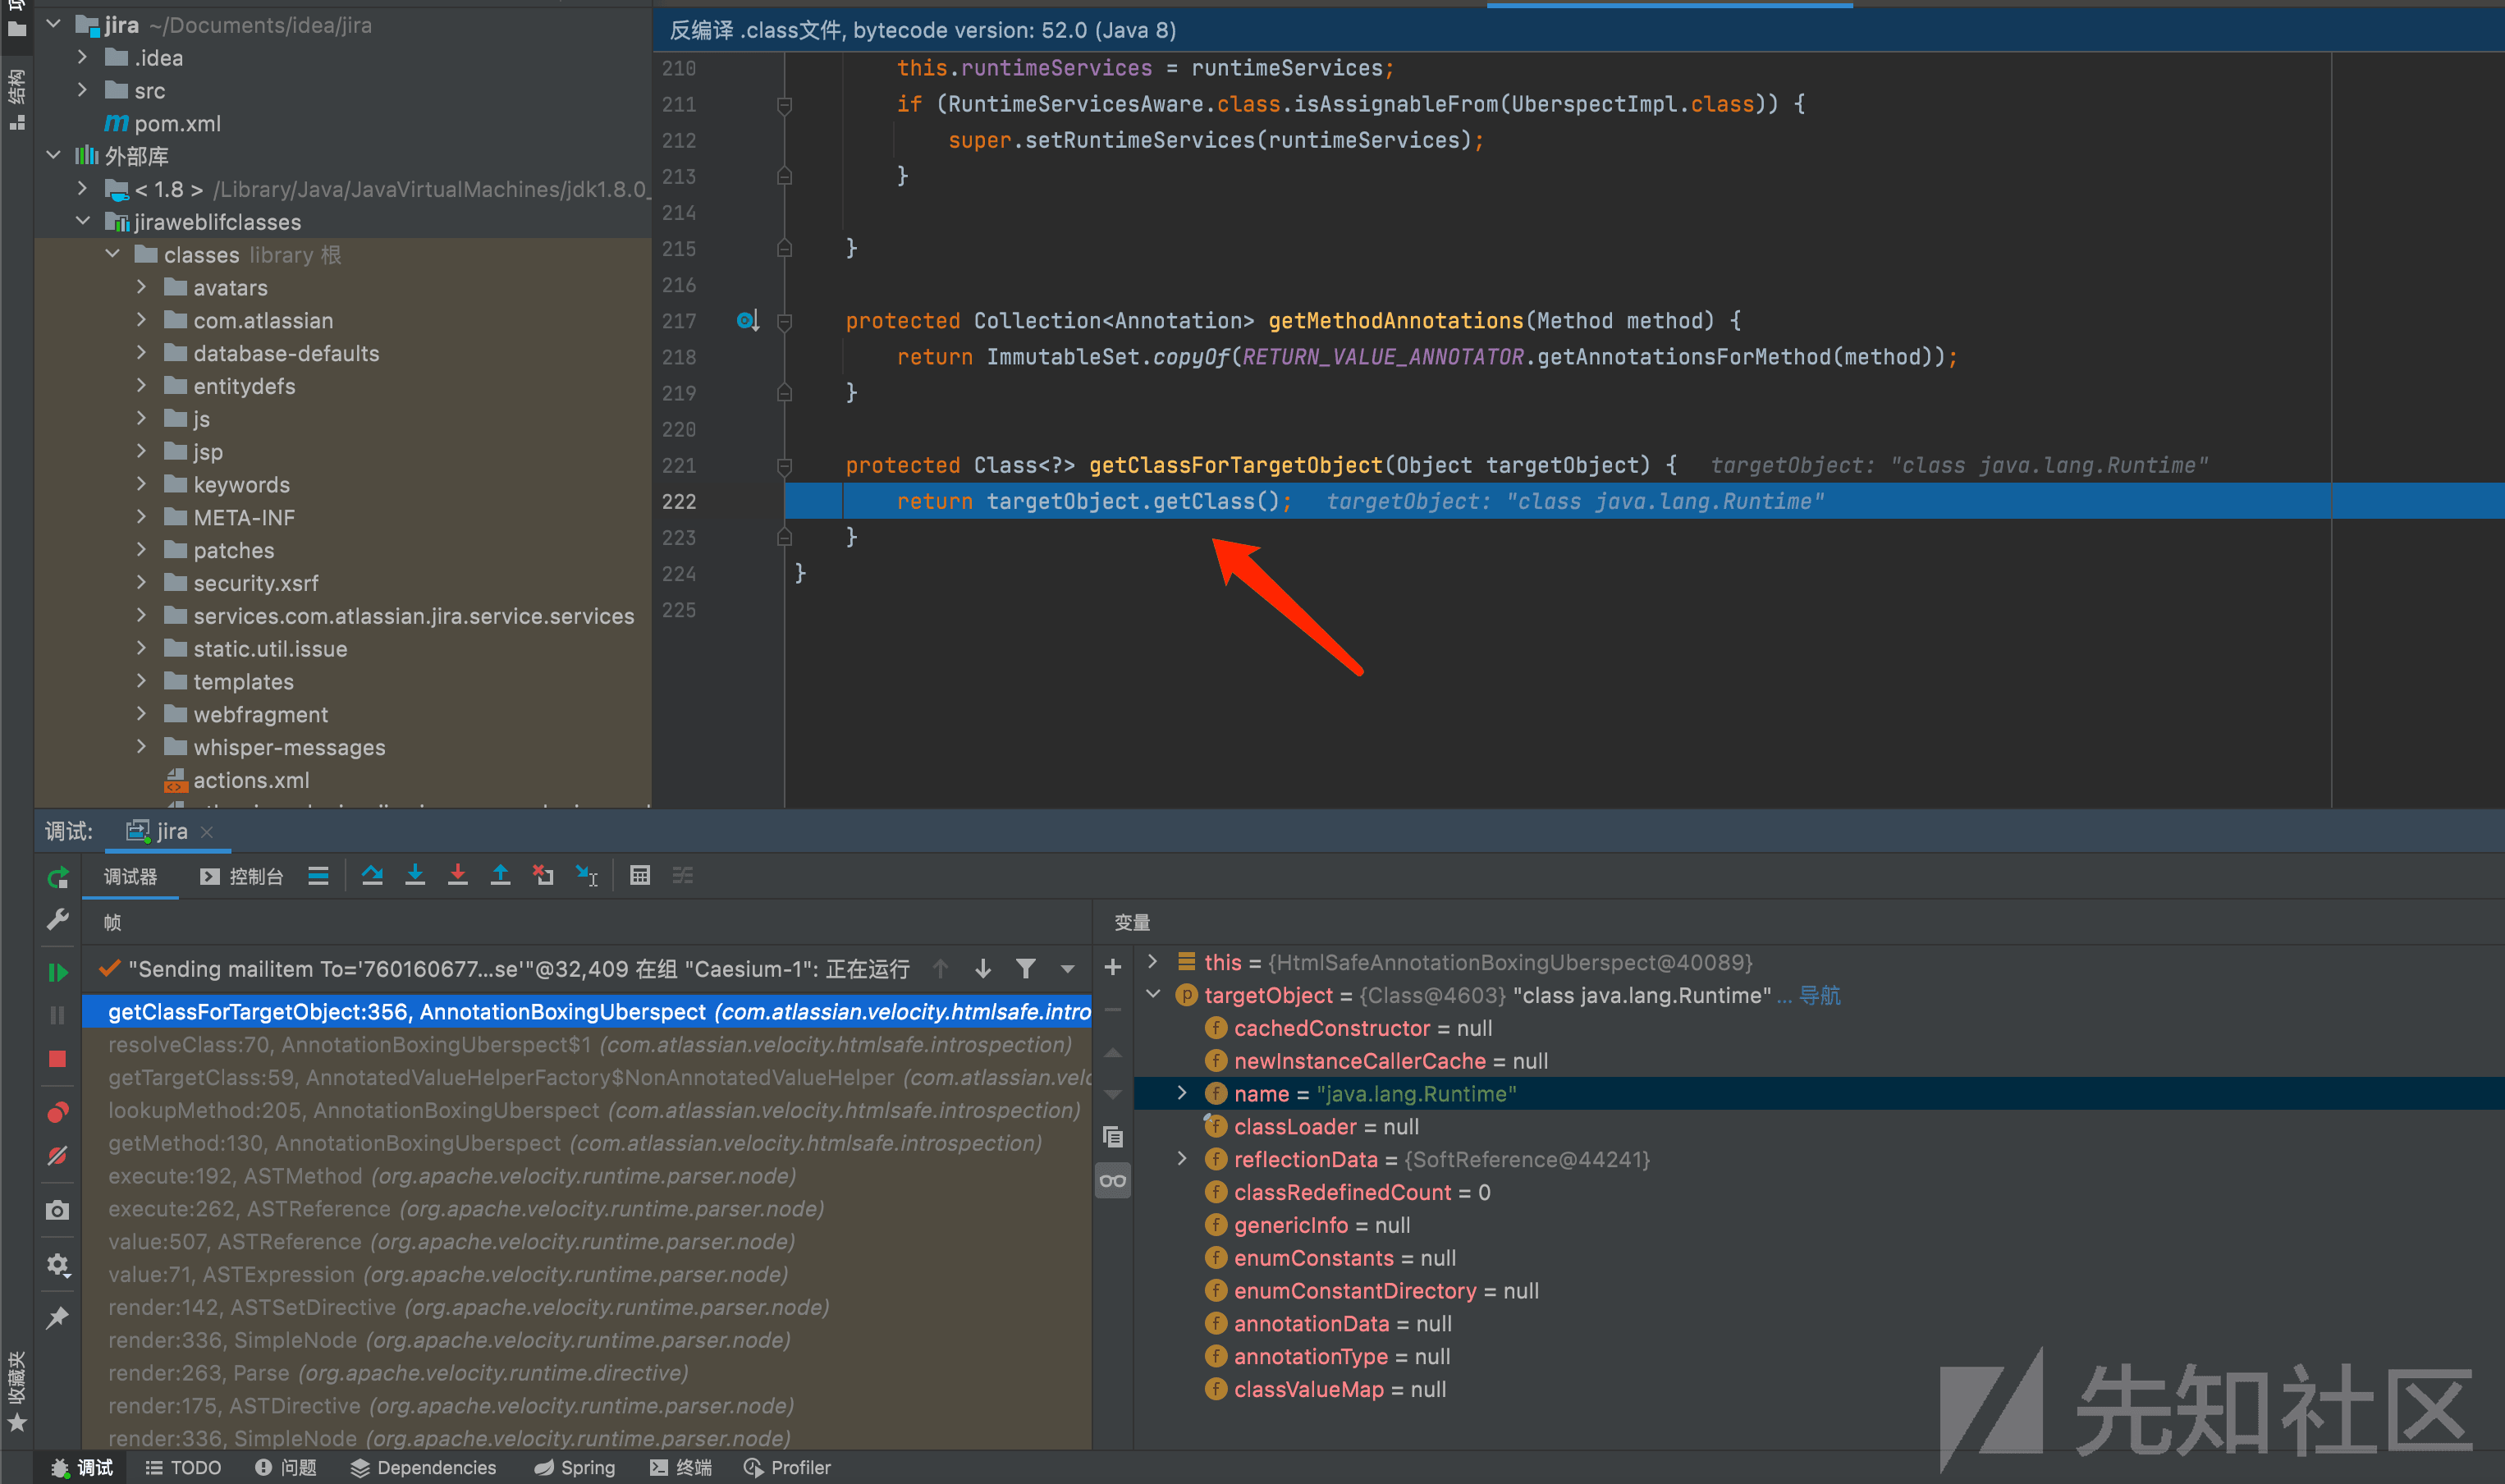 jira ~/Documents/idea/jira
.idea
src
pom.xml
外部库
< 1.8 > /Library/Java/JavaVirtualMachines/jdk1.8.0_
jiraweblifclasses
classes library 根
avatars
com.atlassian
database-defaults
entitydefs
js
jsp
keywords
META-INF
patches
security.xsrf
services.com.atlassian.jira.service.services
static.util.issue
templates
webfragment
whisper-messages
actions.xml
结构
收藏夹
反编译 .class文件, bytecode version: 52.0 (Java 8)
210 this.runtimeServices = runtimeServices;
211 if (RuntimeServicesAware.class.isAssignableFrom(UberspectImpl.class)) {
212 super.setRuntimeServices(runtimeServices);
213 }
214
215 }
216
217 protected Collection<Annotation> getMethodAnnotations(Method method) {
218 return ImmutableSet.copyOf(RETURN_VALUE_ANNOTATOR.getAnnotationsForMethod(method));
219 }
220
221 protected Class<?> getClassForTargetObject(Object targetObject) { targetObject: "class java.lang.Runtime"
222 return targetObject.getClass(); targetObject: "class java.lang.Runtime"
223 }
224 }
225
调试: jira
调试器 控制台
帧
"Sending mailitem To='760160677...se'"@32,409 在组 "Caesium-1": 正在运行
getClassForTargetObject:356, AnnotationBoxingUberspect (com.atlassian.velocity.htmlsafe.intro
resolveClass:70, AnnotationBoxingUberspect$1 (com.atlassian.velocity.htmlsafe.introspection)
getTargetClass:59, AnnotatedValueHelperFactory$NonAnnotatedValueHelper (com.atlassian.velo
lookupMethod:205, AnnotationBoxingUberspect (com.atlassian.velocity.htmlsafe.introspection)
getMethod:130, AnnotationBoxingUberspect (com.atlassian.velocity.htmlsafe.introspection)
execute:192, ASTMethod (org.apache.velocity.runtime.parser.node)
execute:262, ASTReference (org.apache.velocity.runtime.parser.node)
value:507, ASTReference (org.apache.velocity.runtime.parser.node)
value:71, ASTExpression (org.apache.velocity.runtime.parser.node)
render:142, ASTSetDirective (org.apache.velocity.runtime.parser.node)
render:336, SimpleNode (org.apache.velocity.runtime.parser.node)
render:263, Parse (org.apache.velocity.runtime.directive)
render:175, ASTDirective (org.apache.velocity.runtime.parser.node)
render:336, SimpleNode (org.apache.velocity.runtime.parser.node)
变量
this = {HtmlSafeAnnotationBoxingUberspect@40089}
targetObject = {Class@4603} "class java.lang.Runtime" ... 导航
cachedConstructor = null
newInstanceCallerCache = null
name = "java.lang.Runtime"
classLoader = null
reflectionData = {SoftReference@44241}
classRedefinedCount = 0
genericInfo = null
enumConstants = null
enumConstantDirectory = null
annotationData = null
annotationType = null
classValueMap = null
先知社区
调试 TODO 问题 Dependencies Spring 终端 Profiler